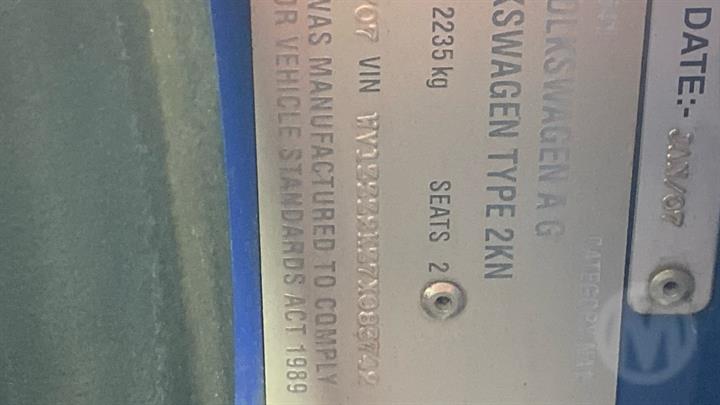 DATE:- JAN/07
OLKSWAGEN A G
KSWAGEN TYPE 2KN
2235 kg SEATS 2
/07 VIN
WAS MANUFACTURED TO COMPLY
OR VEHICLE STANDARDS ACT 1989
M